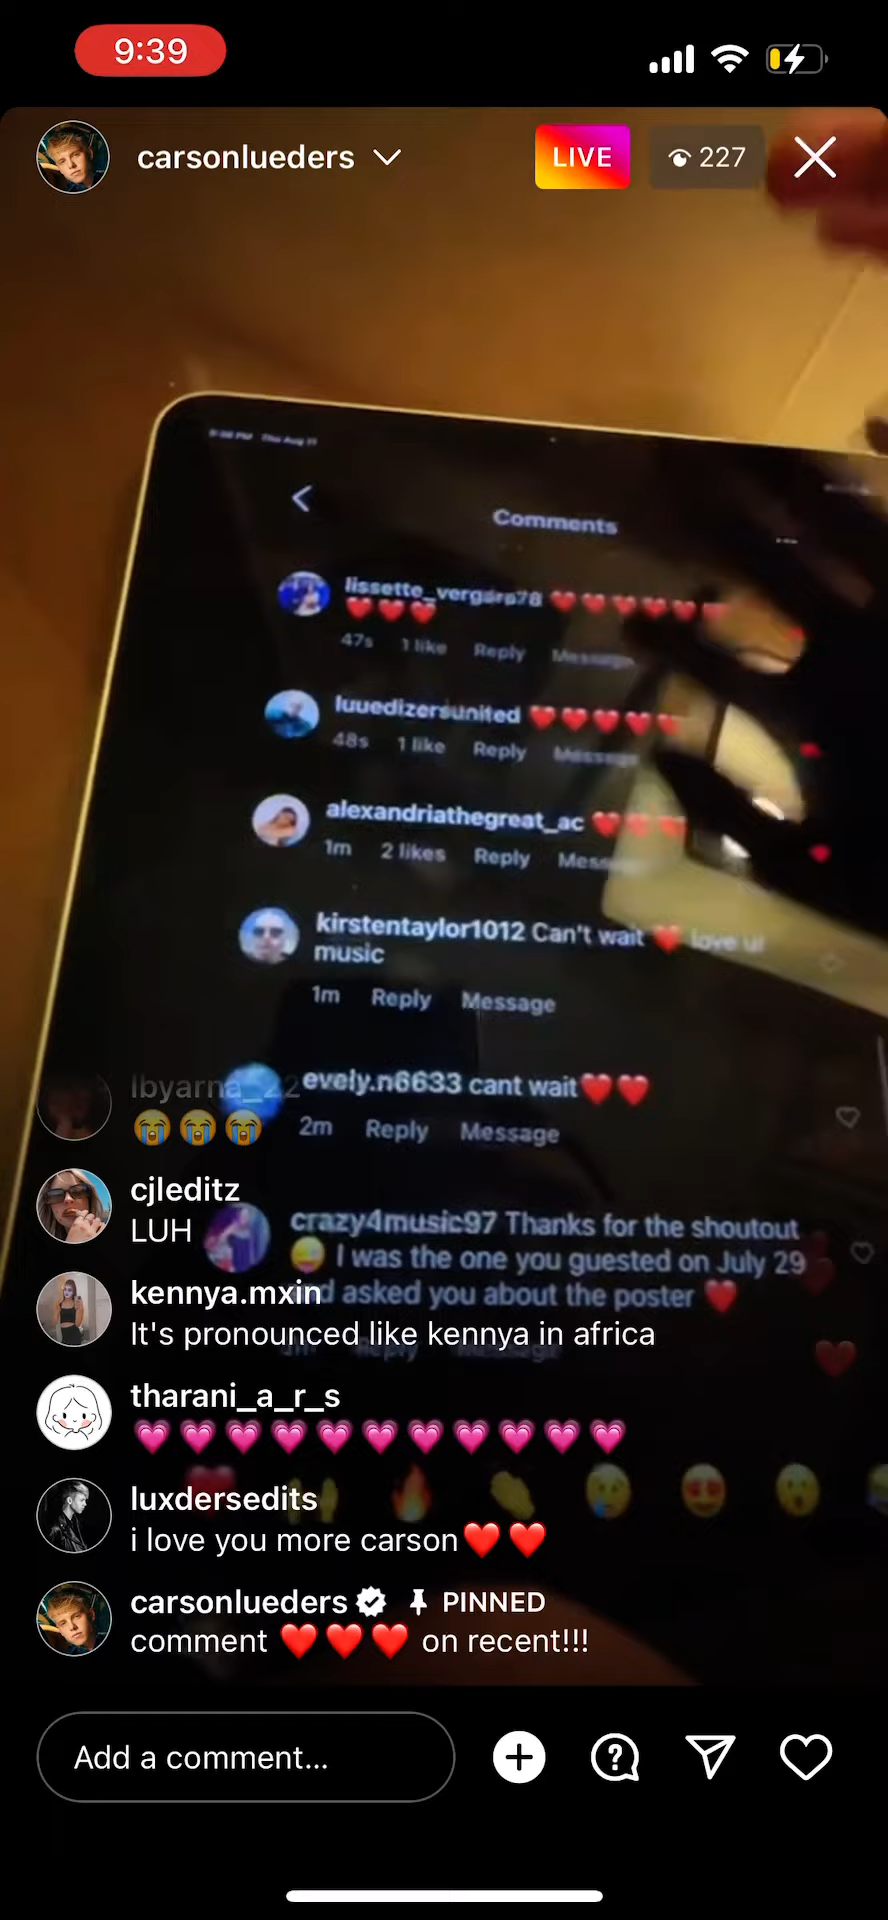 9:39
carsonlueders
LIVE
227
Comments
lissette_vergara78 ❤️❤️❤️❤️❤️❤️
❤️❤️❤️
47s 1 like Reply Message
luuedizersunited ❤️❤️❤️❤️❤️
48s 1 like Reply Message
alexandriathegreat_ac ❤️❤️❤️
1m 2 likes Reply
kirstentaylor1012 Can't wait ❤️ love ur
music
1m Reply Message
evely.n6633 cant wait❤️❤️
2m Reply Message
crazy4music97 Thanks for the shoutout
I was the one you guested on July 29
and asked you about the poster ❤️
Reply
😭😭😭
cjleditz
LUH
kennya.mxin
It's pronounced like kennya in africa
tharani_a_r_s
💗💗💗💗💗💗💗💗💗💗💗
luxdersedits
i love you more carson❤️❤️
carsonlueders PINNED
comment ❤️❤️❤️ on recent!!!
Add a comment...